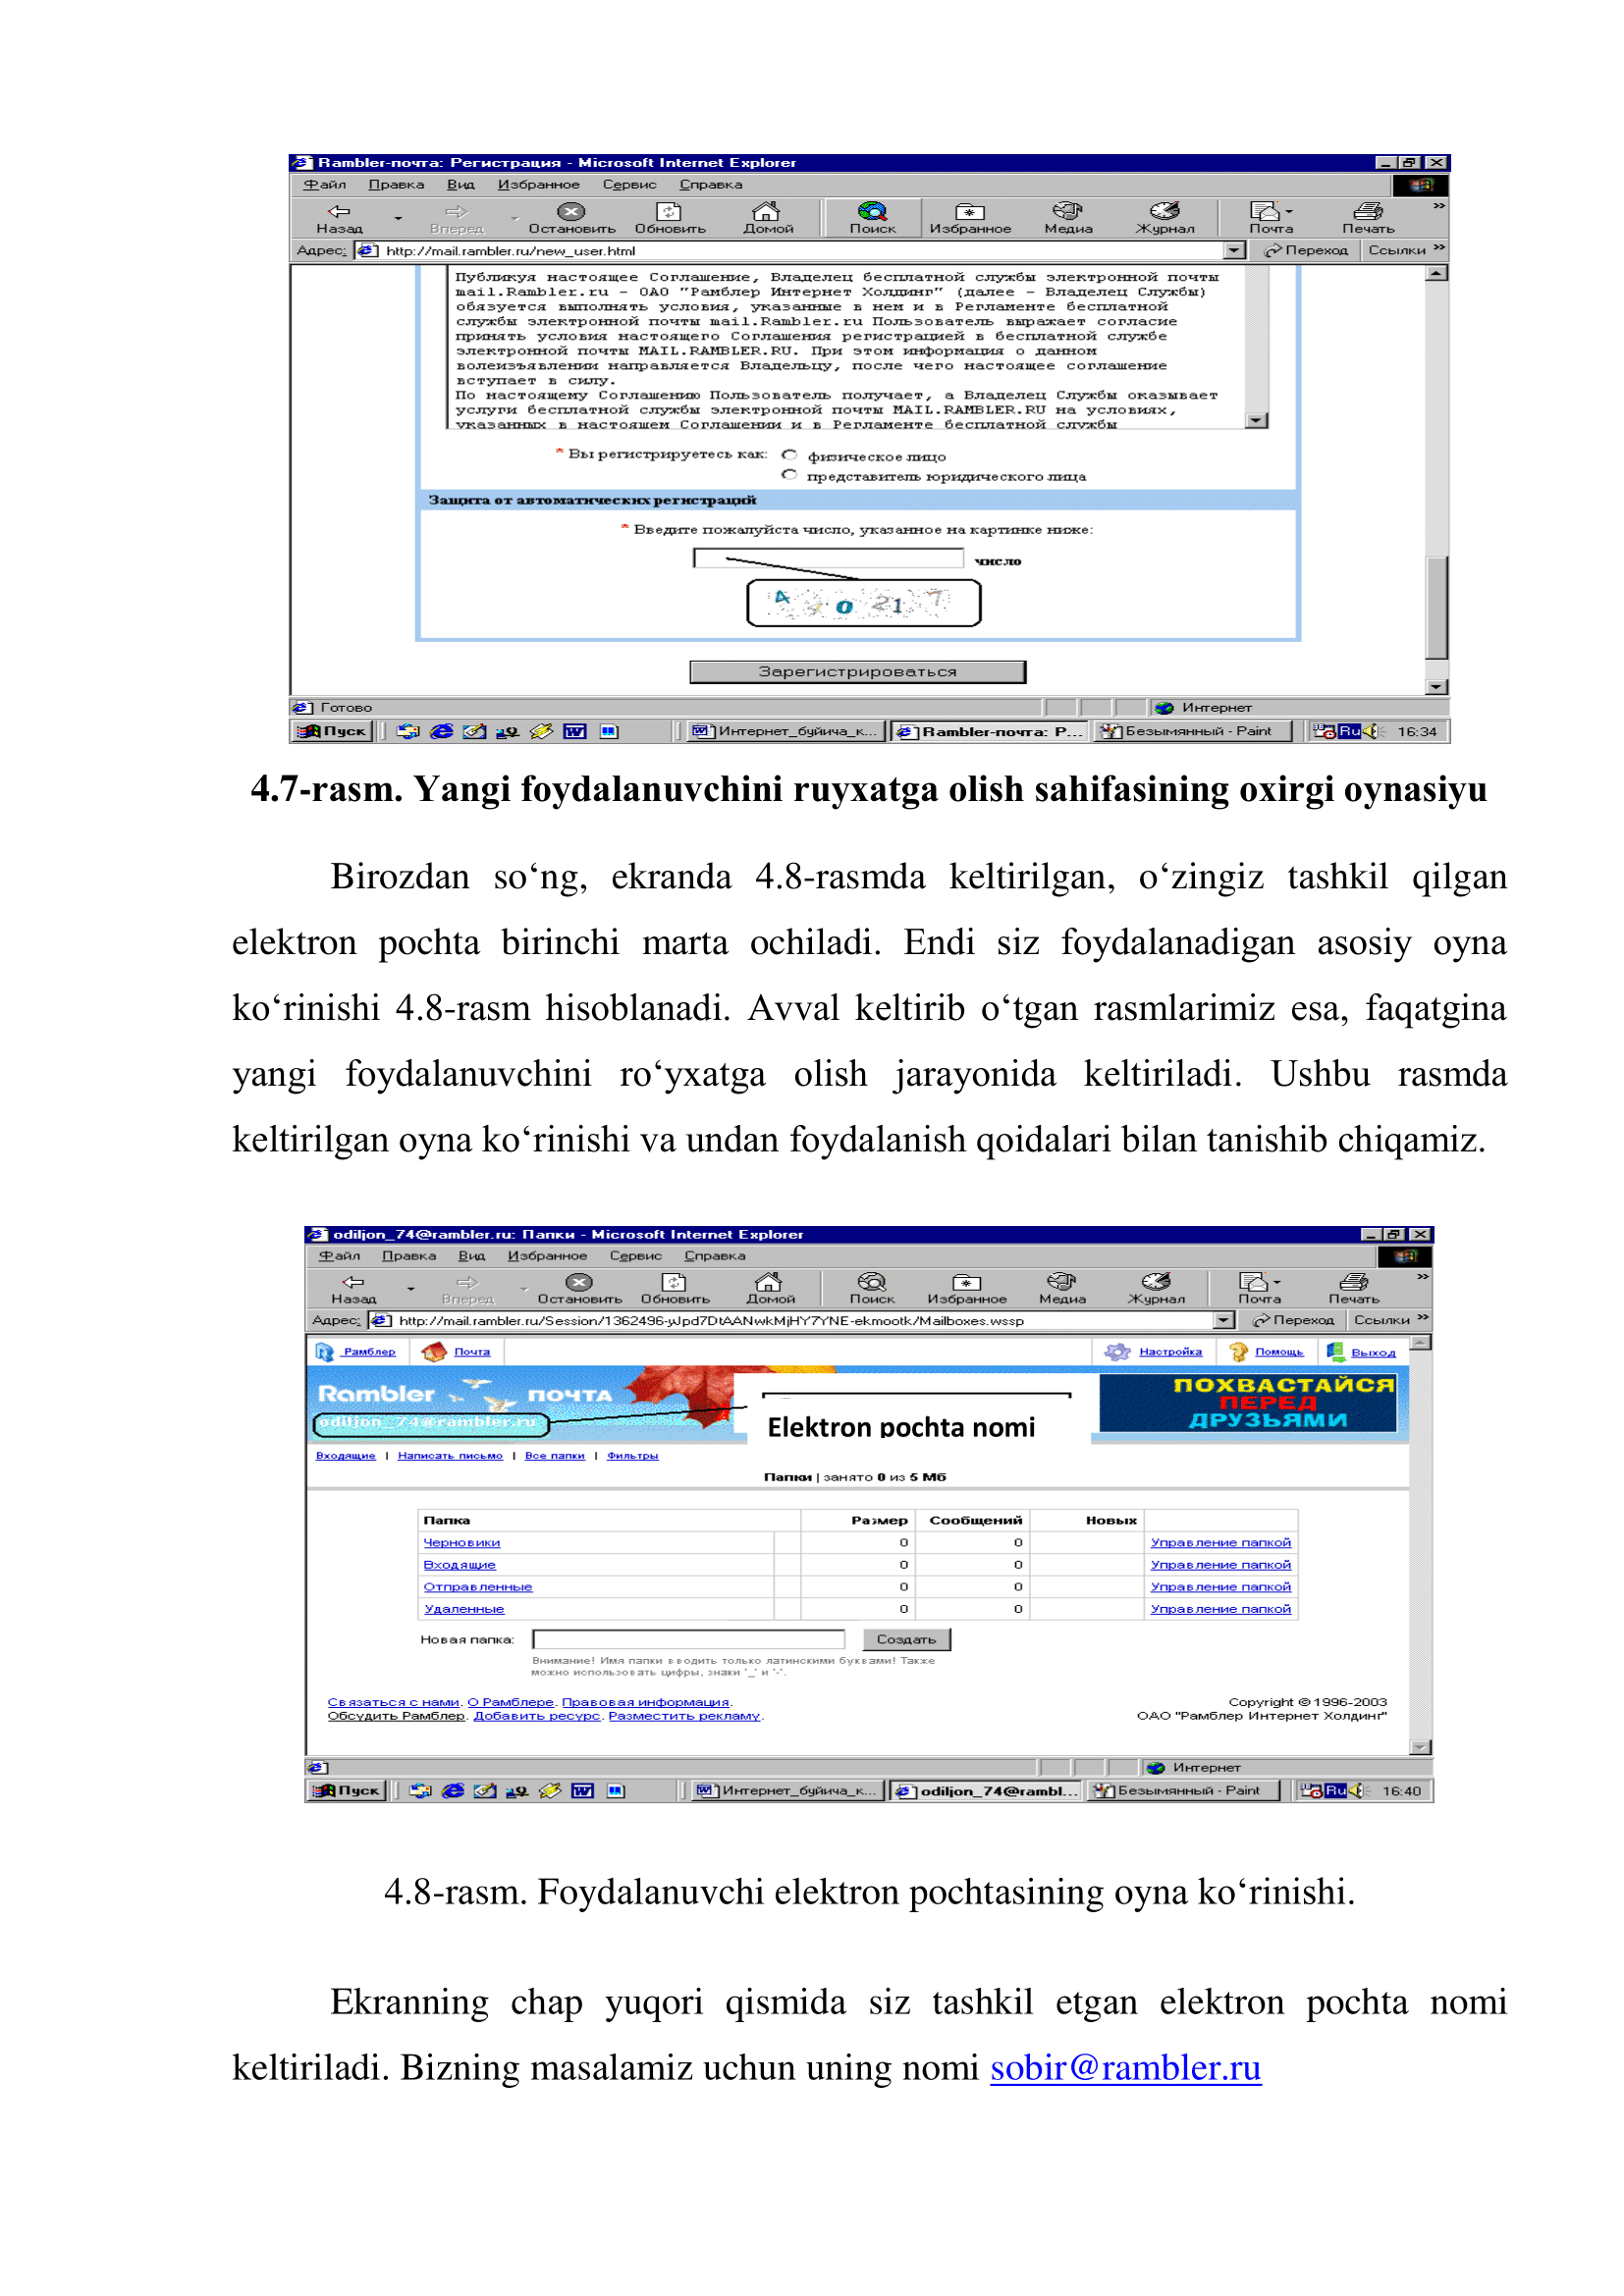 Rambler-почта: Регистрация - Microsoft Internet Explorer
Файл Правка Вид Избранное Сервис Справка
Назад Вперед Остановить Обновить Домой Поиск Избранное Медиа Журнал Почта Печать »
Адрес: http://mail.rambler.ru/new_user.html Переход Ссылки »
Публикуя настоящее Соглашение, Владелец бесплатной службы электронной почты
mail.Rambler.ru - ОАО "Рамблер Интернет Холдинг" (далее - Владелец Службы)
обязуется выполнять условия, указанные в нем и в Регламенте бесплатной
службы электронной почты mail.Rambler.ru Пользователь выражает согласие
принять условия настоящего Соглашения регистрацией в бесплатной службе
электронной почты MAIL.RAMBLER.RU. При этом информация о данном
волеизъявлении направляется Владельцу, после чего настоящее соглашение
вступает в силу.
По настоящему Соглашению Пользователь получает, а Владелец Службы оказывает
услуги бесплатной службы электронной почты MAIL.RAMBLER.RU на условиях,
указанных в настоящем Соглашении и в Регламенте бесплатной службы
* Вы регистрируетесь как: физическое лицо
представитель юридического лица
Защита от автоматических регистраций
* Введите пожалуйста число, указанное на картинке ниже:
число
4 0 2 1 7
Зарегистрироваться
Готово Интернет
Пуск Интернет_буйича_к... Rambler-почта: Р... Безымянный - Paint Ru 16:34
4.7-rasm. Yangi foydalanuvchini ruyxatga olish sahifasining oxirgi oynasiyu
Birozdan so‘ng, ekranda 4.8-rasmda keltirilgan, o‘zingiz tashkil qilgan
elektron pochta birinchi marta ochiladi. Endi siz foydalanadigan asosiy oyna
ko‘rinishi 4.8-rasm hisoblanadi. Avval keltirib o‘tgan rasmlarimiz esa, faqatgina
yangi foydalanuvchini ro‘yxatga olish jarayonida keltiriladi. Ushbu rasmda
keltirilgan oyna ko‘rinishi va undan foydalanish qoidalari bilan tanishib chiqamiz.
odiljon_74@rambler.ru: Папки - Microsoft Internet Explorer
Файл Правка Вид Избранное Сервис Справка
Назад Вперед Остановить Обновить Домой Поиск Избранное Медиа Журнал Почта Печать »
Адрес: Переход Ссылки »
Рамблер Почта Настройка Помощь Выход
Rambler ПОЧТА
odiljon_74@rambler.ru
Elektron pochta nomi
ПОХВАСТАЙСЯ
ПЕРЕД
ДРУЗЬЯМИ
Входящие | Написать письмо | Все папки | Фильтры
Папки | занято 0 из 5 Мб
Папка Размер Сообщений Новых
Черновики 0 0 Управление папкой
Входящие 0 0 Управление папкой
Отправленные 0 0 Управление папкой
Удаленные 0 0 Управление папкой
Новая папка: Создать
Внимание! Имя папки вводить только латинскими буквами! Также
можно использовать цифры, знаки '_' и '-'.
Связаться с нами. О Рамблере. Правовая информация. Copyright © 1996-2003
Обсудить Рамблер. Добавить ресурс. Разместить рекламу. ОАО "Рамблер Интернет Холдинг"
Интернет
Пуск Интернет_буйича_к... odiljon_74@rambl... Безымянный - Paint Ru 16:40
4.8-rasm. Foydalanuvchi elektron pochtasining oyna ko‘rinishi.
Ekranning chap yuqori qismida siz tashkil etgan elektron pochta nomi
keltiriladi. Bizning masalamiz uchun uning nomi sobir@rambler.ru